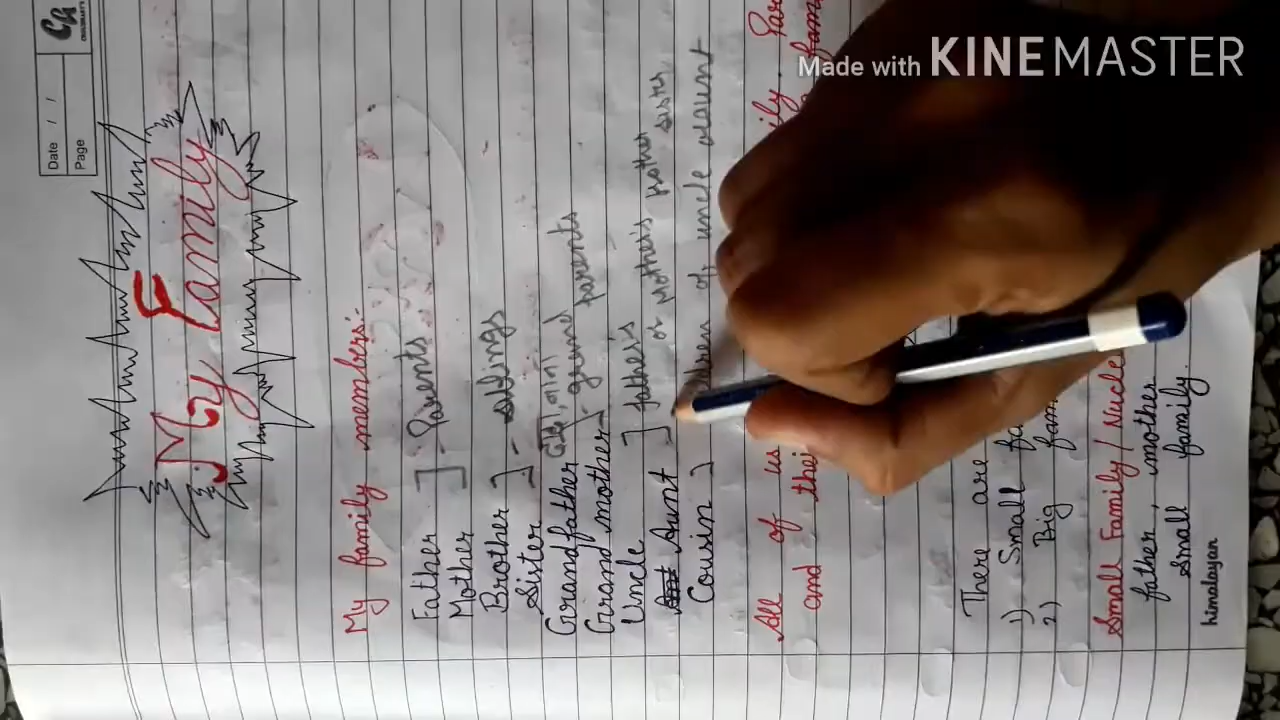 Made with KINEMASTER
Date / /
Page
My Family
My family members:-
Father ] - Parents
Mother
Brother ] - siblings
Sister
Grandfather
Grand mother - grand parents
Uncle ] father's
Aunt or Mother's brother sister
Cousin ] of uncle aunt
All of us
and
There are
1) Small
2) Big
Small Family/ Nucle
father, mother
Small family.
himalayan